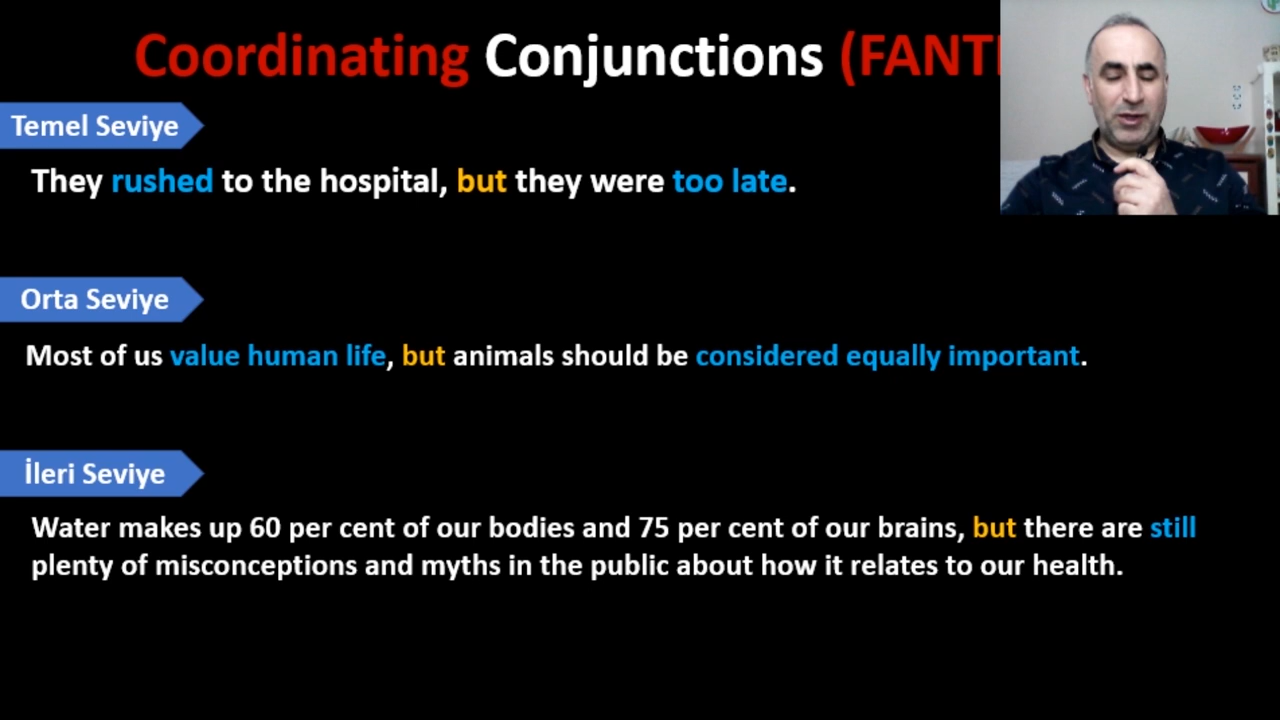 Coordinating Conjunctions (FANT
Temel Seviye
They rushed to the hospital, but they were too late.
Orta Seviye
Most of us value human life, but animals should be considered equally important.
İleri Seviye
Water makes up 60 per cent of our bodies and 75 per cent of our brains, but there are still
plenty of misconceptions and myths in the public about how it relates to our health.